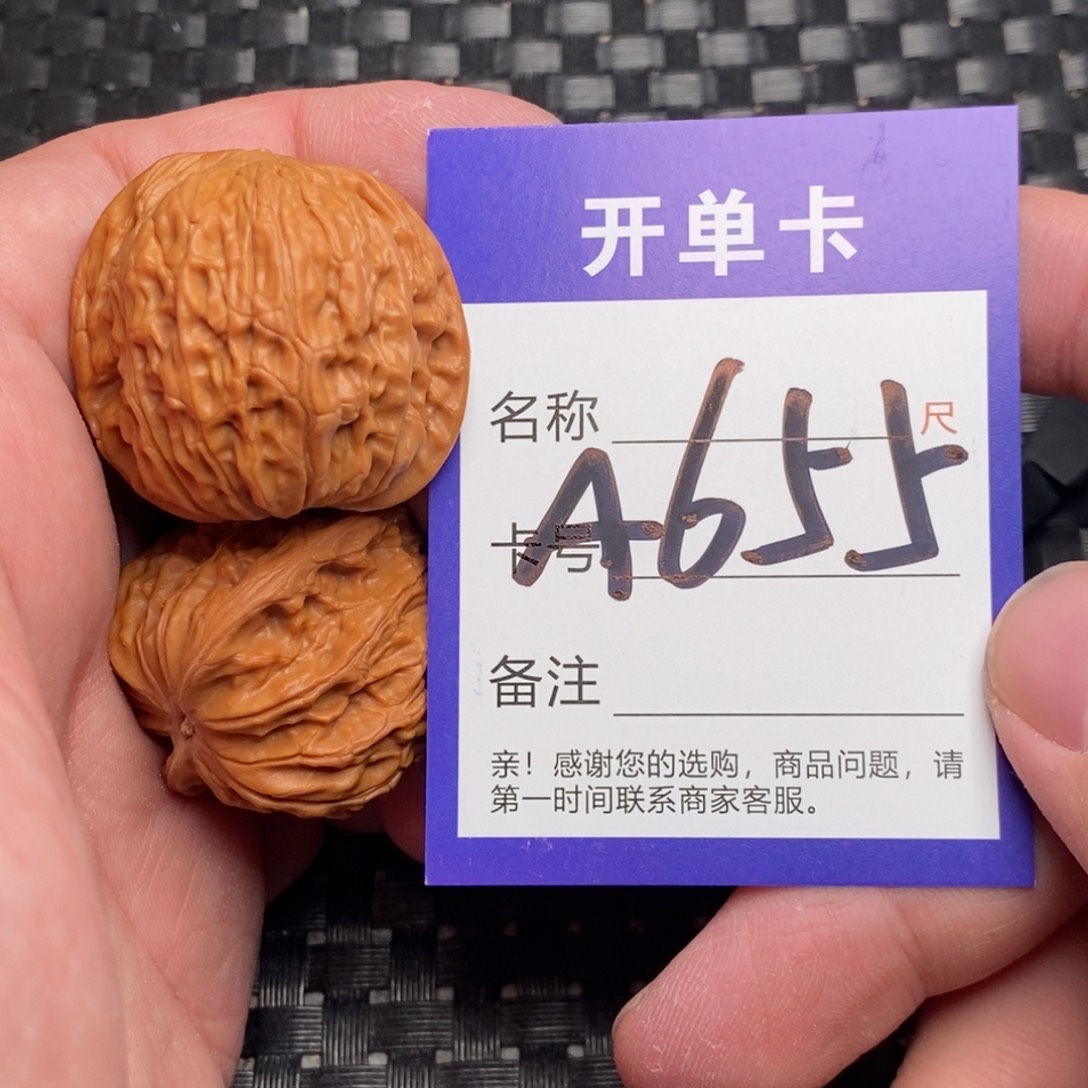 开单卡
名称 尺
A655
卡号
备注
亲！感谢您的选购，商品问题，请
第一时间联系商家客服。